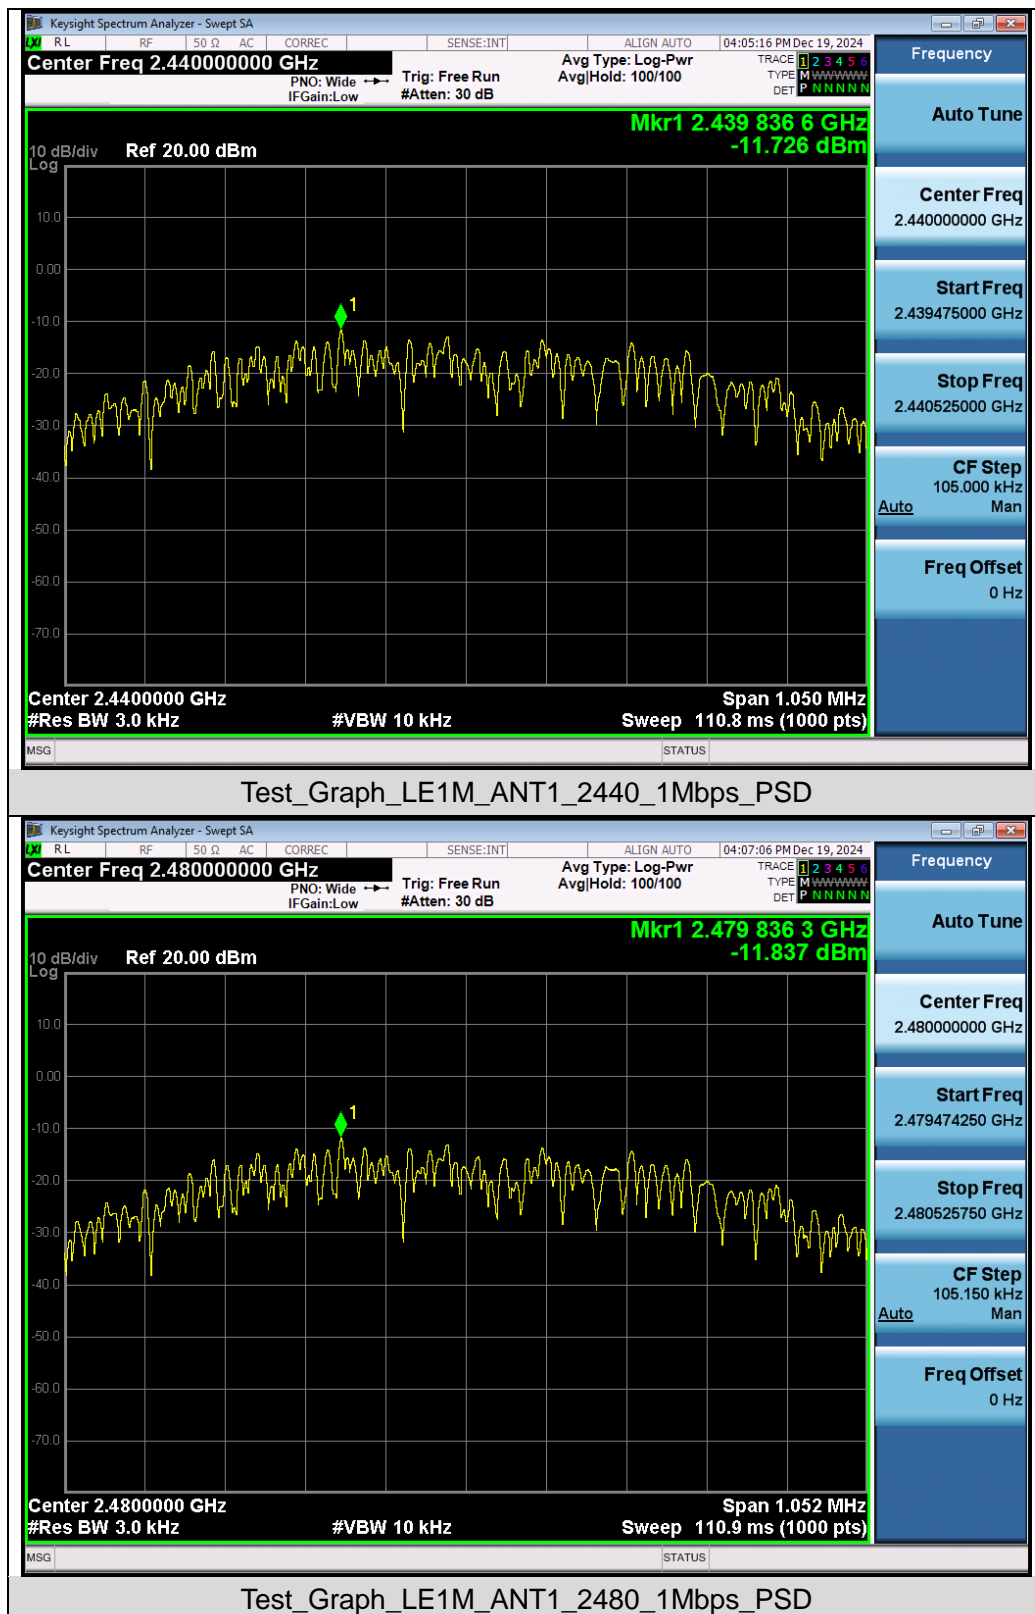 Keysight Spectrum Analyzer - Swept SA
LXI RL RF 50 Ω AC CORREC SENSE:INT ALIGN AUTO 04:05:16 PM Dec 19, 2024
Center Freq 2.440000000 GHz
PNO: Wide
IFGain:Low
Trig: Free Run
#Atten: 30 dB
Avg Type: Log-Pwr
Avg|Hold: 100/100
TRACE 1 2 3 4 5 6
TYPE M WWWWW
DET P N N N N N
Mkr1 2.439 836 6 GHz
-11.726 dBm
10 dB/div Ref 20.00 dBm
Log
10.0
0.00
-10.0
-20.0
-30.0
-40.0
-50.0
-60.0
-70.0
1
Center 2.4400000 GHz Span 1.050 MHz
#Res BW 3.0 kHz #VBW 10 kHz Sweep 110.8 ms (1000 pts)
MSG STATUS
Frequency
Auto Tune
Center Freq
2.440000000 GHz
Start Freq
2.439475000 GHz
Stop Freq
2.440525000 GHz
CF Step
105.000 kHz
Auto Man
Freq Offset
0 Hz
Test_Graph_LE1M_ANT1_2440_1Mbps_PSD
Keysight Spectrum Analyzer - Swept SA
LXI RL RF 50 Ω AC CORREC SENSE:INT ALIGN AUTO 04:07:06 PM Dec 19, 2024
Center Freq 2.480000000 GHz
PNO: Wide
IFGain:Low
Trig: Free Run
#Atten: 30 dB
Avg Type: Log-Pwr
Avg|Hold: 100/100
TRACE 1 2 3 4 5 6
TYPE M WWWWW
DET P N N N N N
Mkr1 2.479 836 3 GHz
-11.837 dBm
10 dB/div Ref 20.00 dBm
Log
10.0
0.00
-10.0
-20.0
-30.0
-40.0
-50.0
-60.0
-70.0
1
Center 2.4800000 GHz Span 1.052 MHz
#Res BW 3.0 kHz #VBW 10 kHz Sweep 110.9 ms (1000 pts)
MSG STATUS
Frequency
Auto Tune
Center Freq
2.480000000 GHz
Start Freq
2.479474250 GHz
Stop Freq
2.480525750 GHz
CF Step
105.150 kHz
Auto Man
Freq Offset
0 Hz
Test_Graph_LE1M_ANT1_2480_1Mbps_PSD